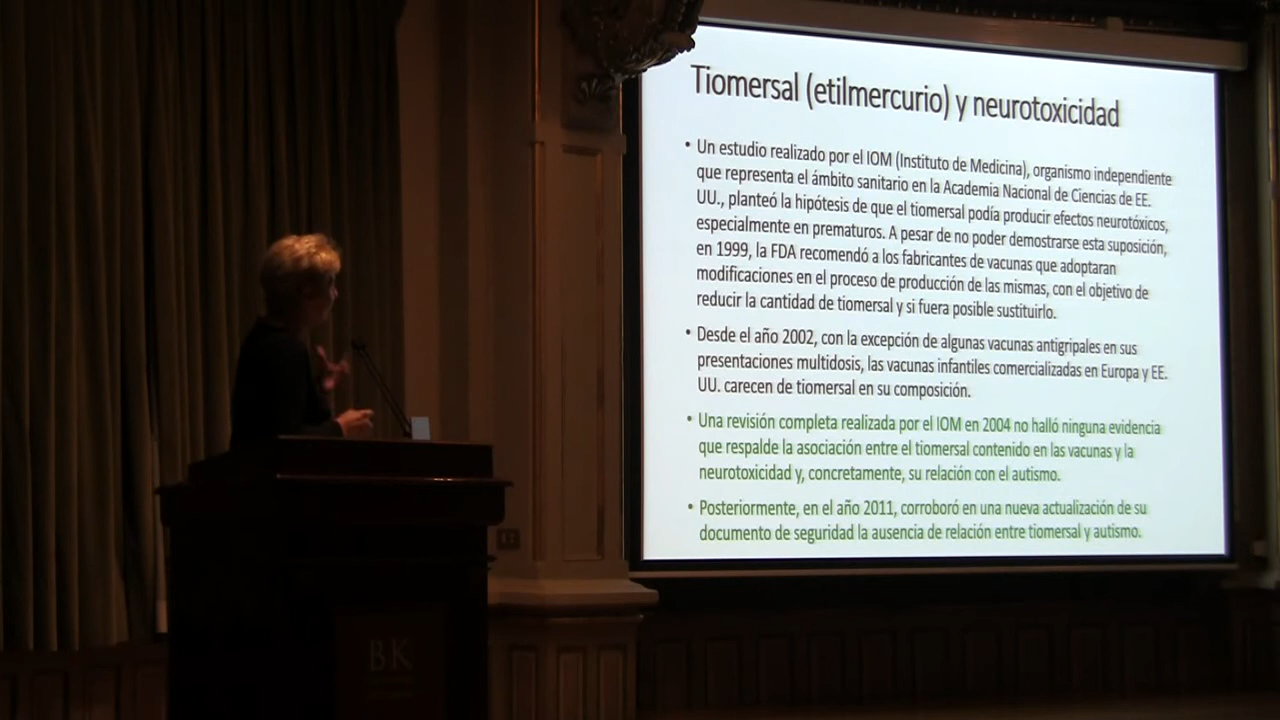 Tiomersal (etilmercurio) y neurotoxicidad
• Un estudio realizado por el IOM (Instituto de Medicina), organismo independiente
que representa el ámbito sanitario en la Academia Nacional de Ciencias de EE.
UU., planteó la hipótesis de que el tiomersal podía producir efectos neurotóxicos,
especialmente en prematuros. A pesar de no poder demostrarse esta suposición,
en 1999, la FDA recomendó a los fabricantes de vacunas que adoptaran
modificaciones en el proceso de producción de las mismas, con el objetivo de
reducir la cantidad de tiomersal y si fuera posible sustituirlo.
• Desde el año 2002, con la excepción de algunas vacunas antigripales en sus
presentaciones multidosis, las vacunas infantiles comercializadas en Europa y EE.
UU. carecen de tiomersal en su composición.
• Una revisión completa realizada por el IOM en 2004 no halló ninguna evidencia
que respalde la asociación entre el tiomersal contenido en las vacunas y la
neurotoxicidad y, concretamente, su relación con el autismo.
• Posteriormente, en el año 2011, corroboró en una nueva actualización de su
documento de seguridad la ausencia de relación entre tiomersal y autismo.
BK